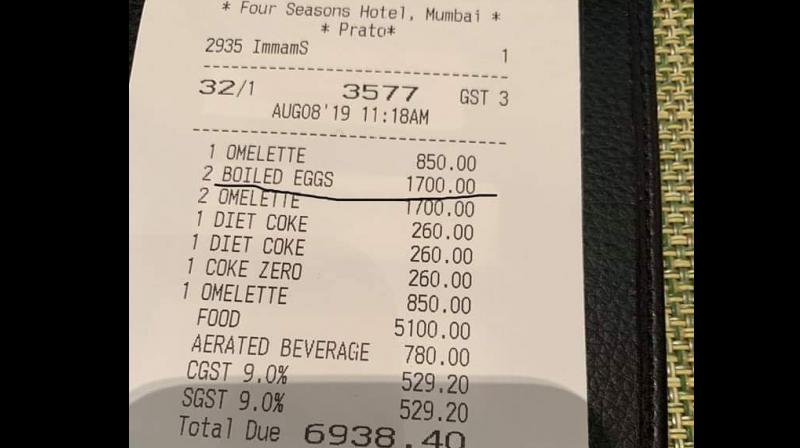 * Four Seasons Hotel, Mumbai *
* Prato*
2935 ImmamS 1
32/1 3577 GST 3
AUG08'19 11:18AM
1 OMELETTE 850.00
2 BOILED EGGS 1700.00
2 OMELETTE 1700.00
1 DIET COKE 260.00
1 DIET COKE 260.00
1 COKE ZERO 260.00
1 OMELETTE 850.00
FOOD 5100.00
AERATED BEVERAGE 780.00
CGST 9.0% 529.20
SGST 9.0% 529.20
Total Due 6938.40